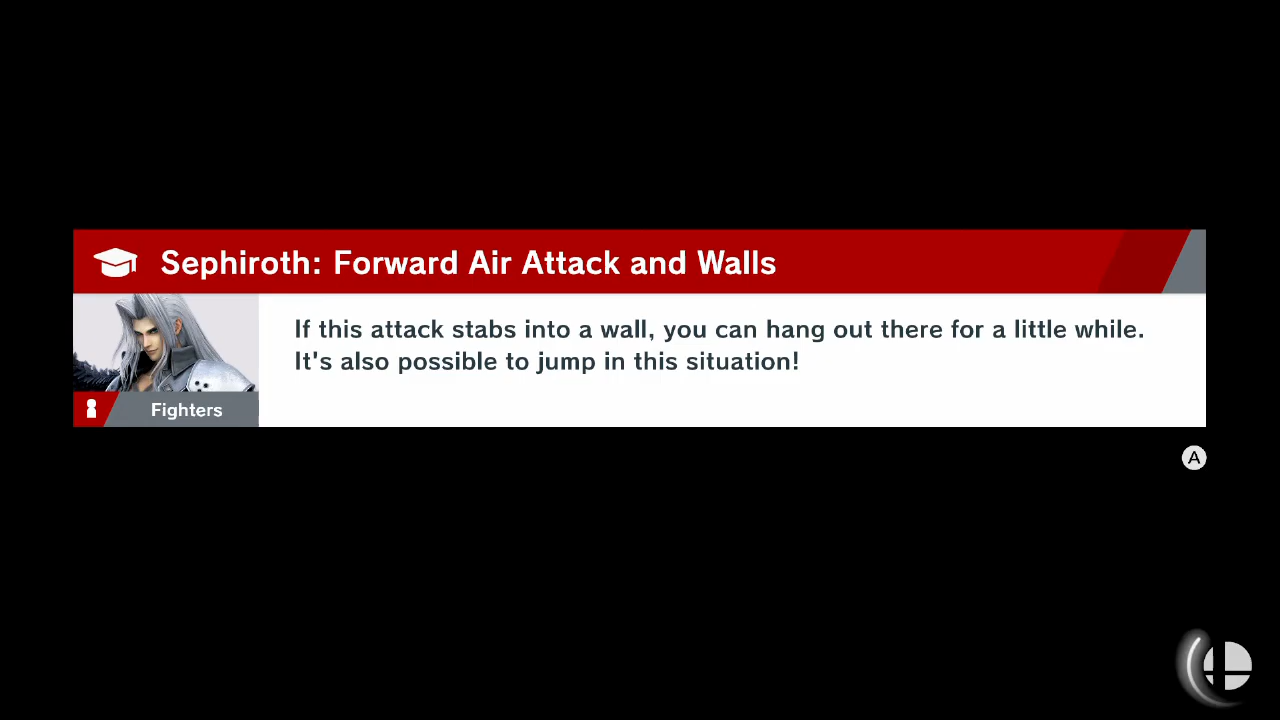 Sephiroth: Forward Air Attack and Walls
If this attack stabs into a wall, you can hang out there for a little while.
It's also possible to jump in this situation!
Fighters
A